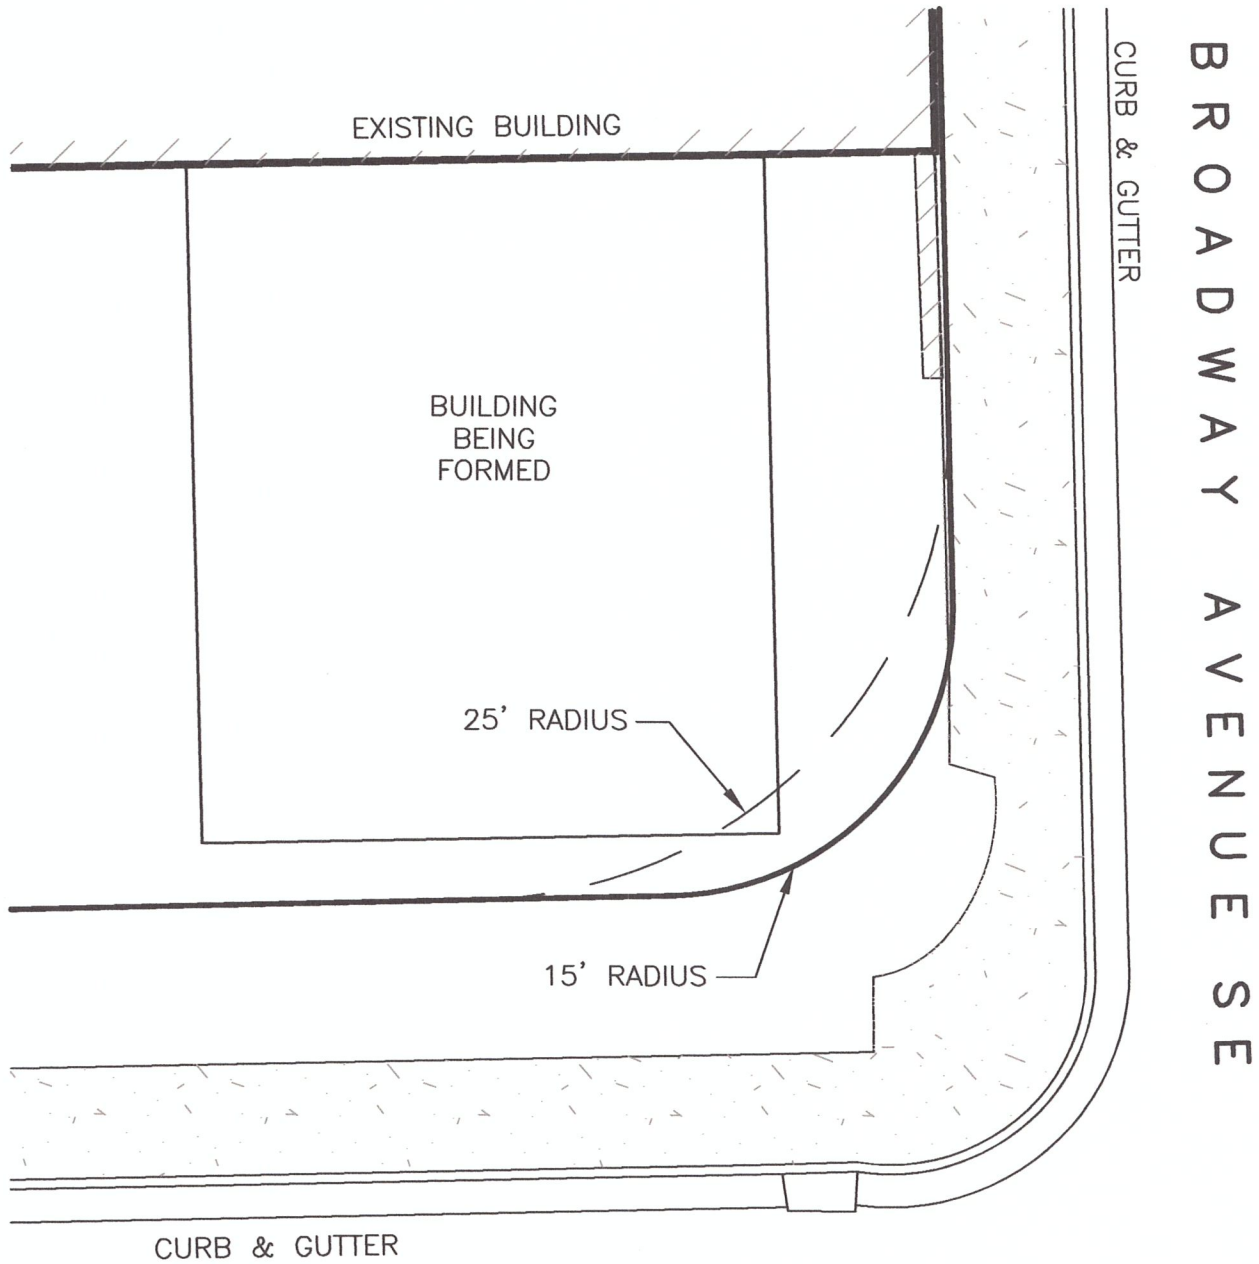 EXISTING BUILDING
CURB & GUTTER
BROADWAY AVENUE SE
BUILDING
BEING
FORMED
25' RADIUS
15' RADIUS
CURB & GUTTER